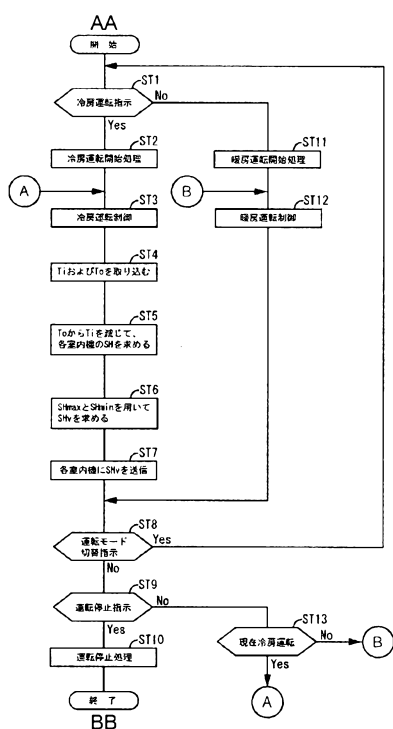 AA
開 始
ST1
冷房運転指示
No
Yes
ST2
冷房運転開始処理
ST11
暖房運転開始処理
A
B
ST3
冷房運転制御
ST12
暖房運転制御
ST4
TiおよびToを取り込む
ST5
ToからTiを減じて、
各室内機のSHを求める
ST6
SHmaxとSHminを用いて
SHvを求める
ST7
各室内機にSHvを送信
ST8
運転モード
切替指示
Yes
No
ST9
運転停止指示
No
Yes
ST10
運転停止処理
ST13
現在冷房運転
No
B
Yes
A
終 了
BB